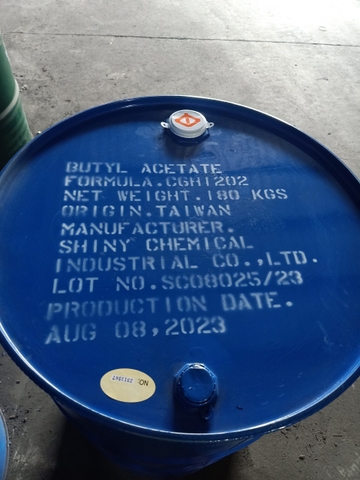 BUTYL ACETATE
FORMULA.C6H12O2
NET WEIGHT.180 KGS
ORIGIN.TAIWAN
MANUFACTURER.
SHINY CHEMICAL
INDUSTRIAL CO.,LTD.
LOT NO.SC08025/23
PRODUCTION DATE.
AUG 08,2023
NO.